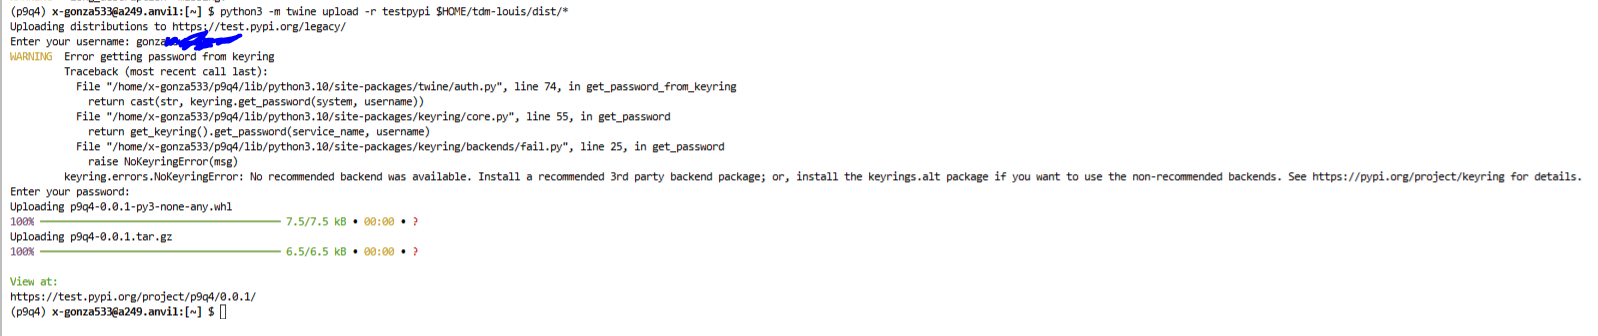 (p9q4) x-gonza533@a249.anvil:[~] $ python3 -m twine upload -r testpypi $HOME/tdm-louis/dist/*
Uploading distributions to https://test.pypi.org/legacy/
Enter your username: gonza
WARNING  Error getting password from keyring
Traceback (most recent call last):
File "/home/x-gonza533/p9q4/lib/python3.10/site-packages/twine/auth.py", line 74, in get_password_from_keyring
return cast(str, keyring.get_password(system, username))
File "/home/x-gonza533/p9q4/lib/python3.10/site-packages/keyring/core.py", line 55, in get_password
return get_keyring().get_password(service_name, username)
File "/home/x-gonza533/p9q4/lib/python3.10/site-packages/keyring/backends/fail.py", line 25, in get_password
raise NoKeyringError(msg)
keyring.errors.NoKeyringError: No recommended backend was available. Install a recommended 3rd party backend package; or, install the keyrings.alt package if you want to use the non-recommended backends. See https://pypi.org/project/keyring for details.
Enter your password:
Uploading p9q4-0.0.1-py3-none-any.whl
100% 7.5/7.5 kB • 00:00 • ?
Uploading p9q4-0.0.1.tar.gz
100% 6.5/6.5 kB • 00:00 • ?
View at:
https://test.pypi.org/project/p9q4/0.0.1/
(p9q4) x-gonza533@a249.anvil:[~] $